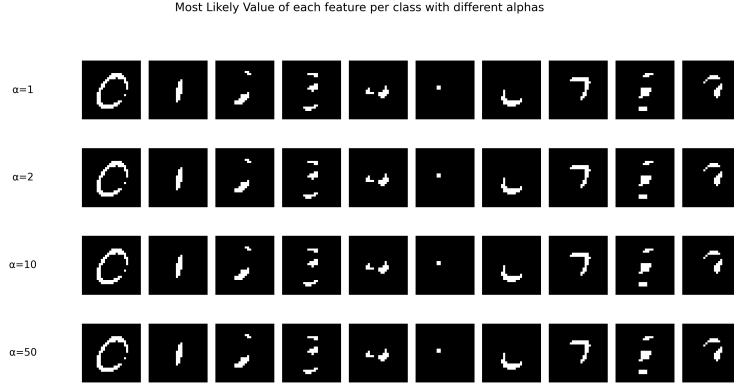 Most Likely Value of each feature per class with different alphas
α=1
α=2
α=10
α=50